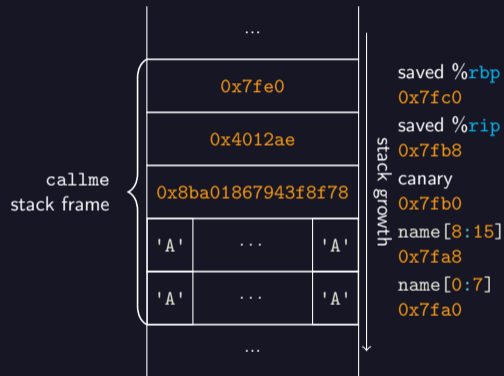 ...
saved %rbp
0x7fe0
0x7fc0
saved %rip
0x4012ae
0x7fb8
callme
stack frame
canary
0x8ba01867943f8f78
0x7fb0
stack growth
name[8:15]
'A' ... 'A'
0x7fa8
name[0:7]
'A' ... 'A'
0x7fa0
...